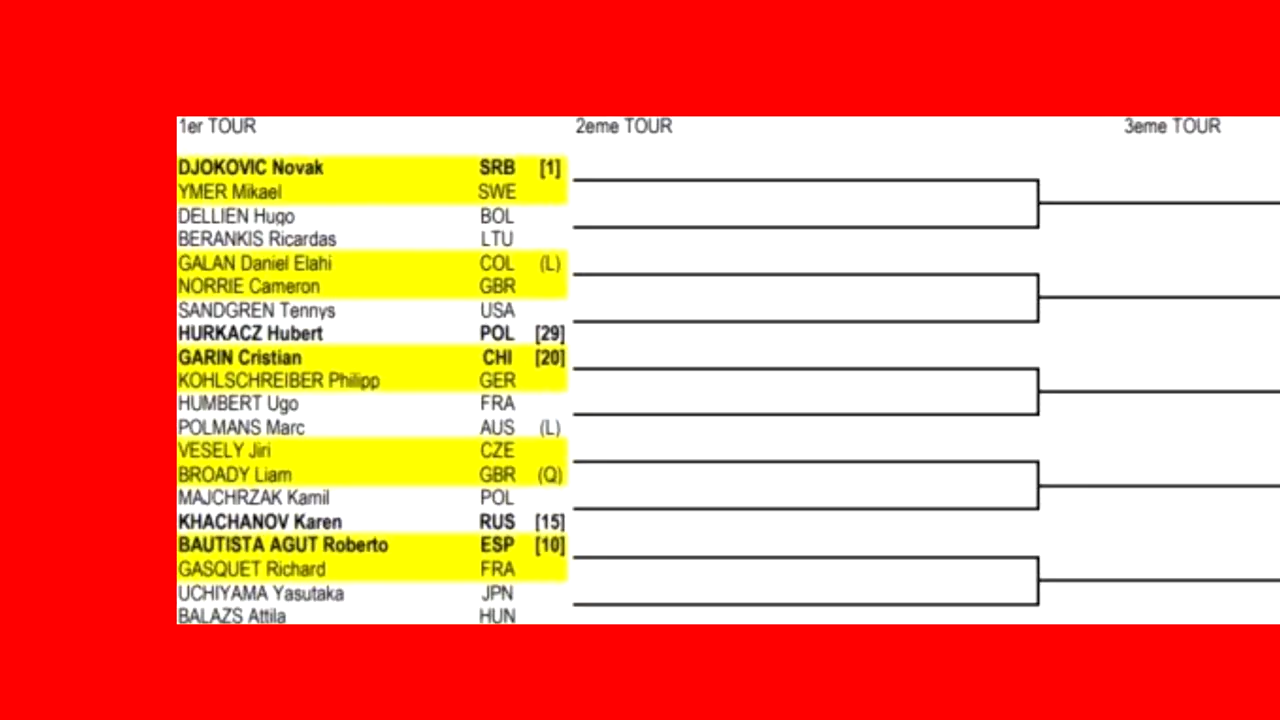 1er TOUR 2eme TOUR 3eme TOUR
DJOKOVIC Novak SRB [1]
YMER Mikael SWE
DELLIEN Hugo BOL
BERANKIS Ricardas LTU
GALAN Daniel Elahi COL (L)
NORRIE Cameron GBR
SANDGREN Tennys USA
HURKACZ Hubert POL [29]
GARIN Cristian CHI [20]
KOHLSCHREIBER Philipp GER
HUMBERT Ugo FRA
POLMANS Marc AUS (L)
VESELY Jiri CZE
BROADY Liam GBR (Q)
MAJCHRZAK Kamil POL
KHACHANOV Karen RUS [15]
BAUTISTA AGUT Roberto ESP [10]
GASQUET Richard FRA
UCHIYAMA Yasutaka JPN
BALAZS Attila HUN